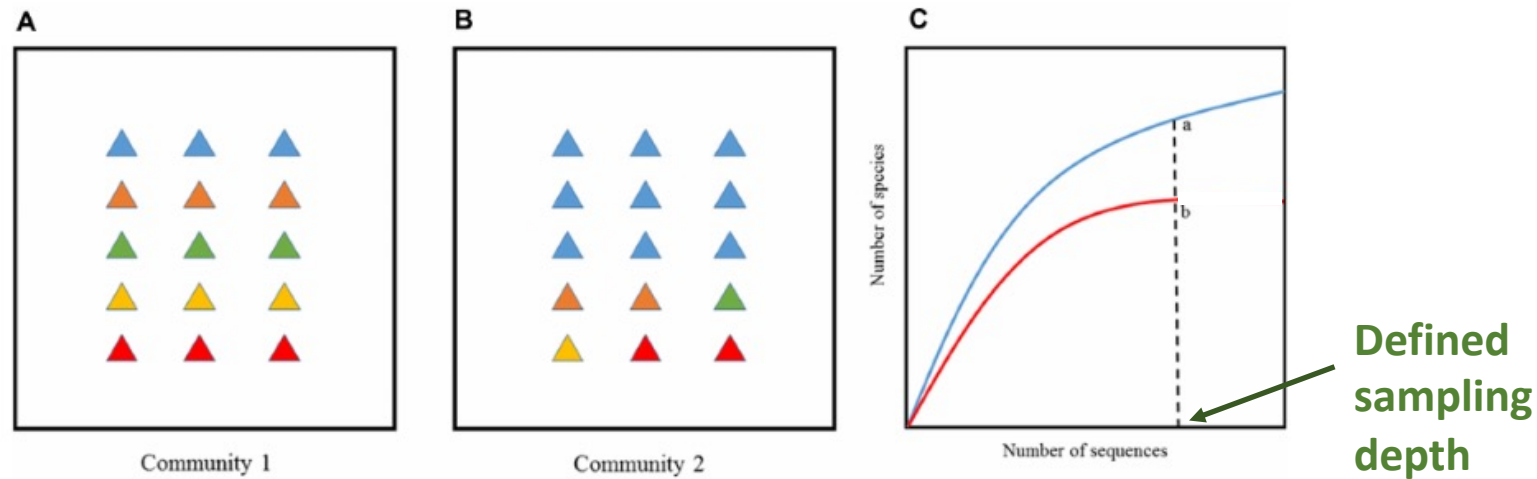 A
B
C
Number of species
a
b
Community 1
Community 2
Number of sequences
Defined
sampling
depth